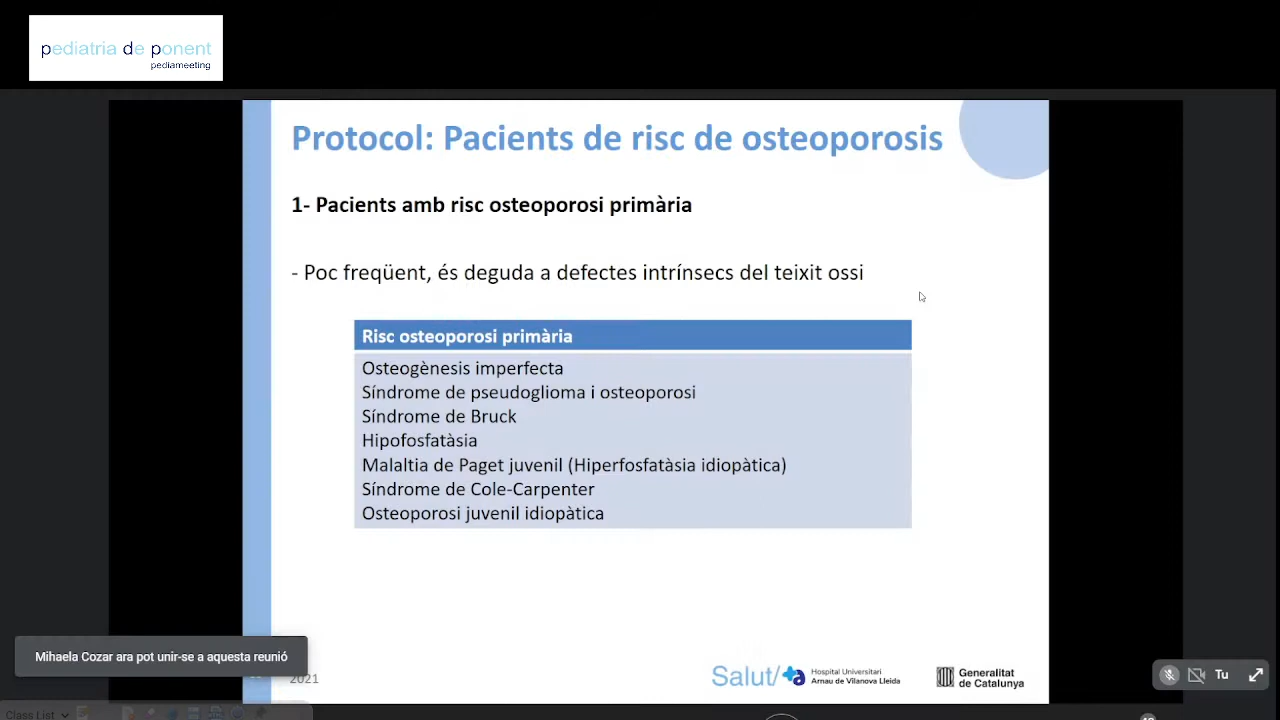 pediatria de ponent
pediameeting
Protocol: Pacients de risc de osteoporosis
1- Pacients amb risc osteoporosi primària
- Poc freqüent, és deguda a defectes intrínsecs del teixit ossi
Risc osteoporosi primària
Osteogènesis imperfecta
Síndrome de pseudoglioma i osteoporosi
Síndrome de Bruck
Hipofosfatàsia
Malaltia de Paget juvenil (Hiperfosfatàsia idiopàtica)
Síndrome de Cole-Carpenter
Osteoporosi juvenil idiopàtica
Mihaela Cozar ara pot unir-se a aquesta reunió
2021
Salut/
Hospital Universitari
Arnau de Vilanova Lleida
Generalitat
de Catalunya
Tu
Class List